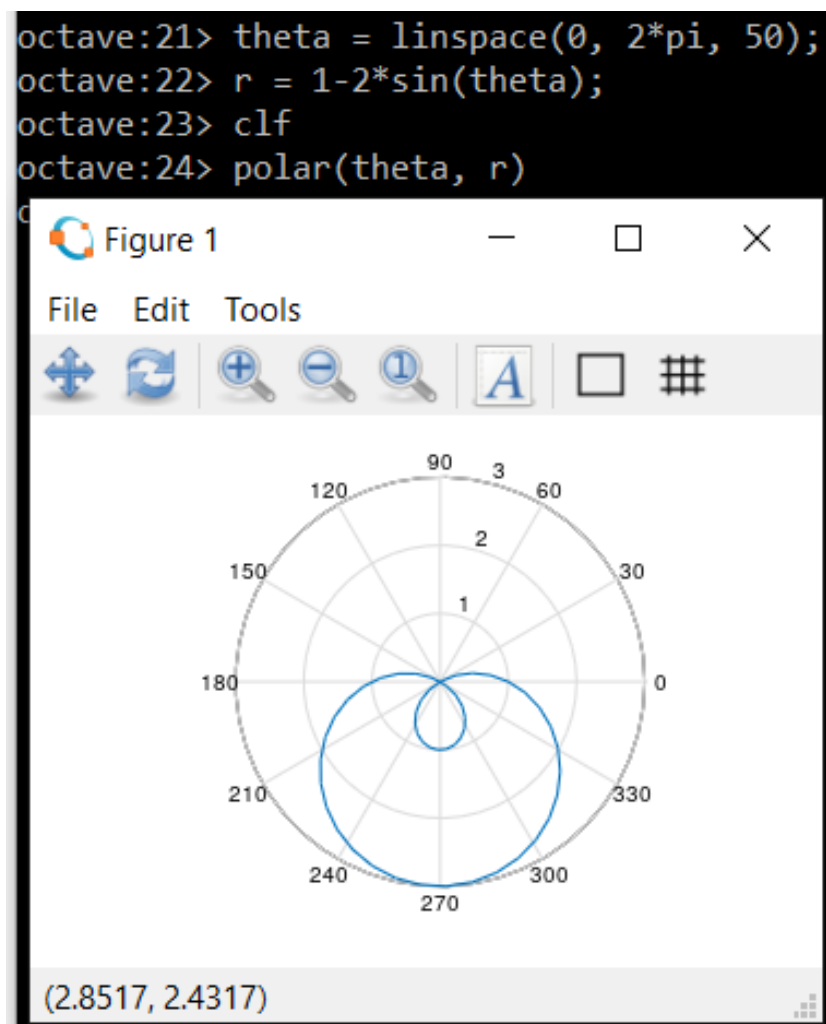 octave:21> theta = linspace(0, 2*pi, 50);
octave:22> r = 1-2*sin(theta);
octave:23> clf
octave:24> polar(theta, r)
Figure 1
File Edit Tools
A
90
3
120
60
2
150
30
1
180
0
210
330
240
300
270
(2.8517, 2.4317)